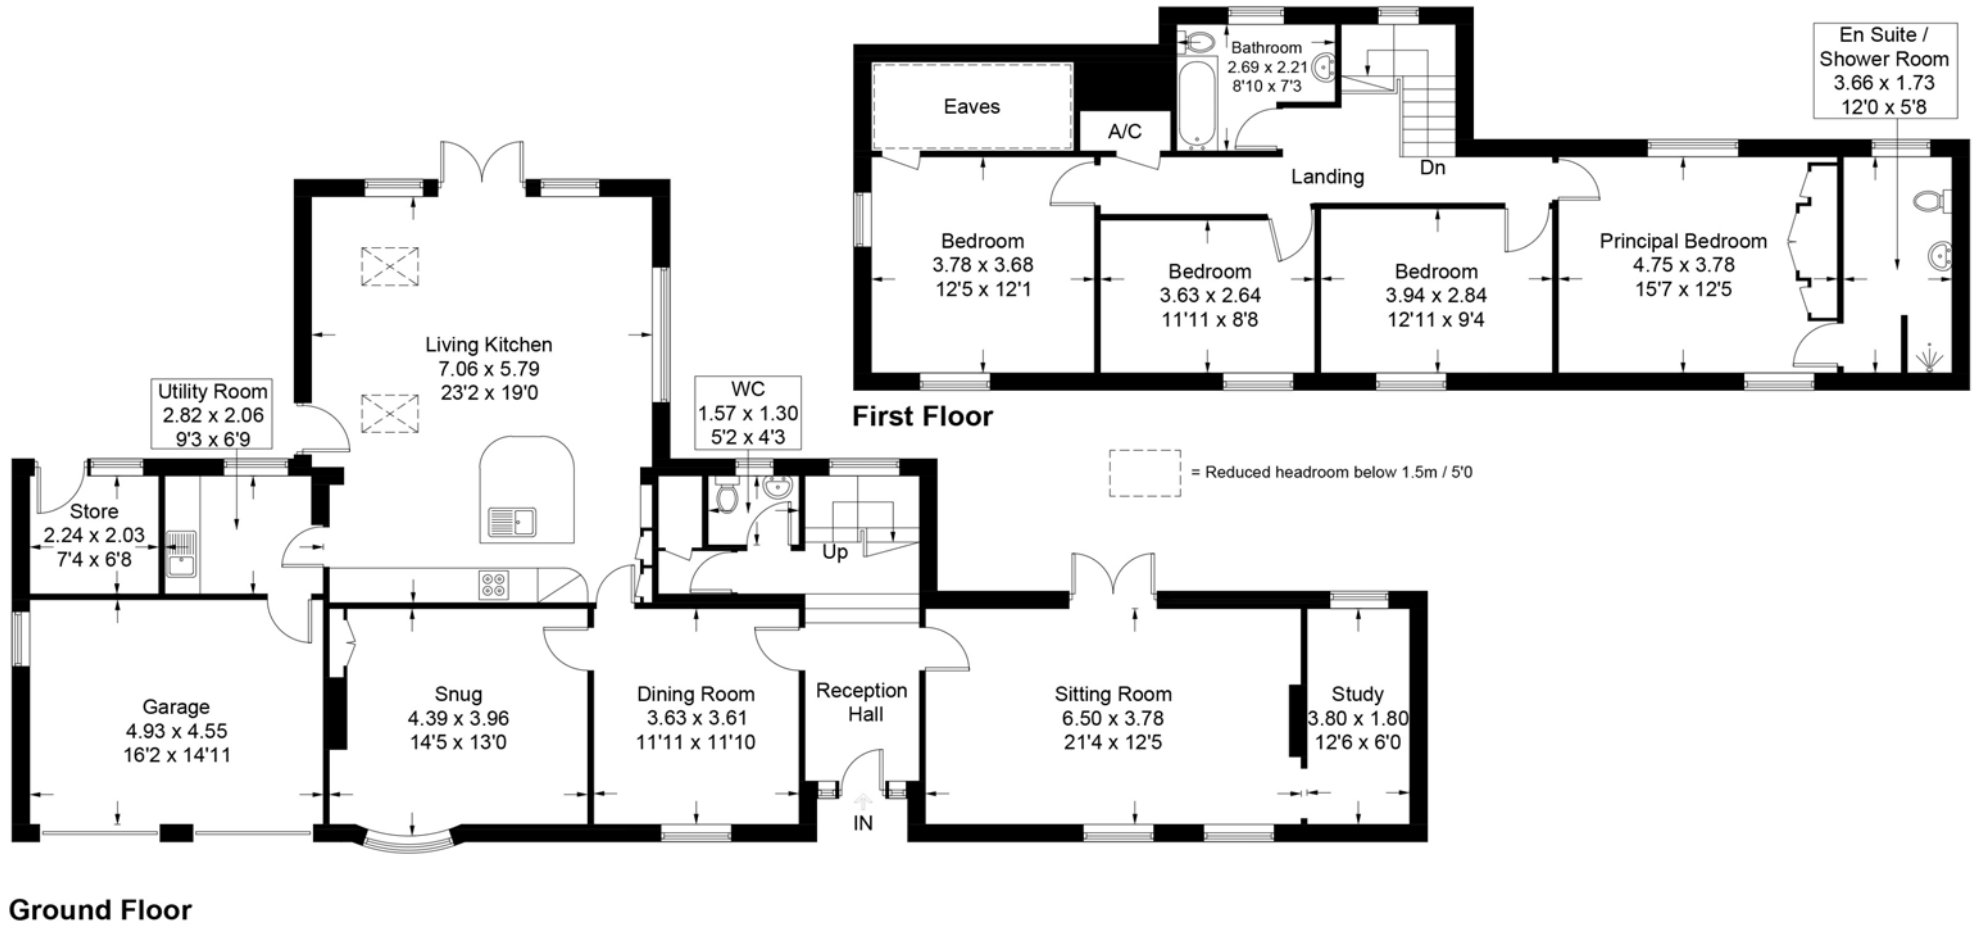 Bathroom
2.69 x 2.21
8'10 x 7'3
En Suite /
Shower Room
3.66 x 1.73
12'0 x 5'8
Eaves
A/C
Landing
Dn
Bedroom
3.78 x 3.68
12'5 x 12'1
Bedroom
3.63 x 2.64
11'11 x 8'8
Bedroom
3.94 x 2.84
12'11 x 9'4
Principal Bedroom
4.75 x 3.78
15'7 x 12'5
First Floor
= Reduced headroom below 1.5m / 5'0
Living Kitchen
7.06 x 5.79
23'2 x 19'0
Utility Room
2.82 x 2.06
9'3 x 6'9
WC
1.57 x 1.30
5'2 x 4'3
Store
2.24 x 2.03
7'4 x 6'8
Up
Garage
4.93 x 4.55
16'2 x 14'11
Snug
4.39 x 3.96
14'5 x 13'0
Dining Room
3.63 x 3.61
11'11 x 11'10
Reception
Hall
Sitting Room
6.50 x 3.78
21'4 x 12'5
Study
3.80 x 1.80
12'6 x 6'0
IN
Ground Floor